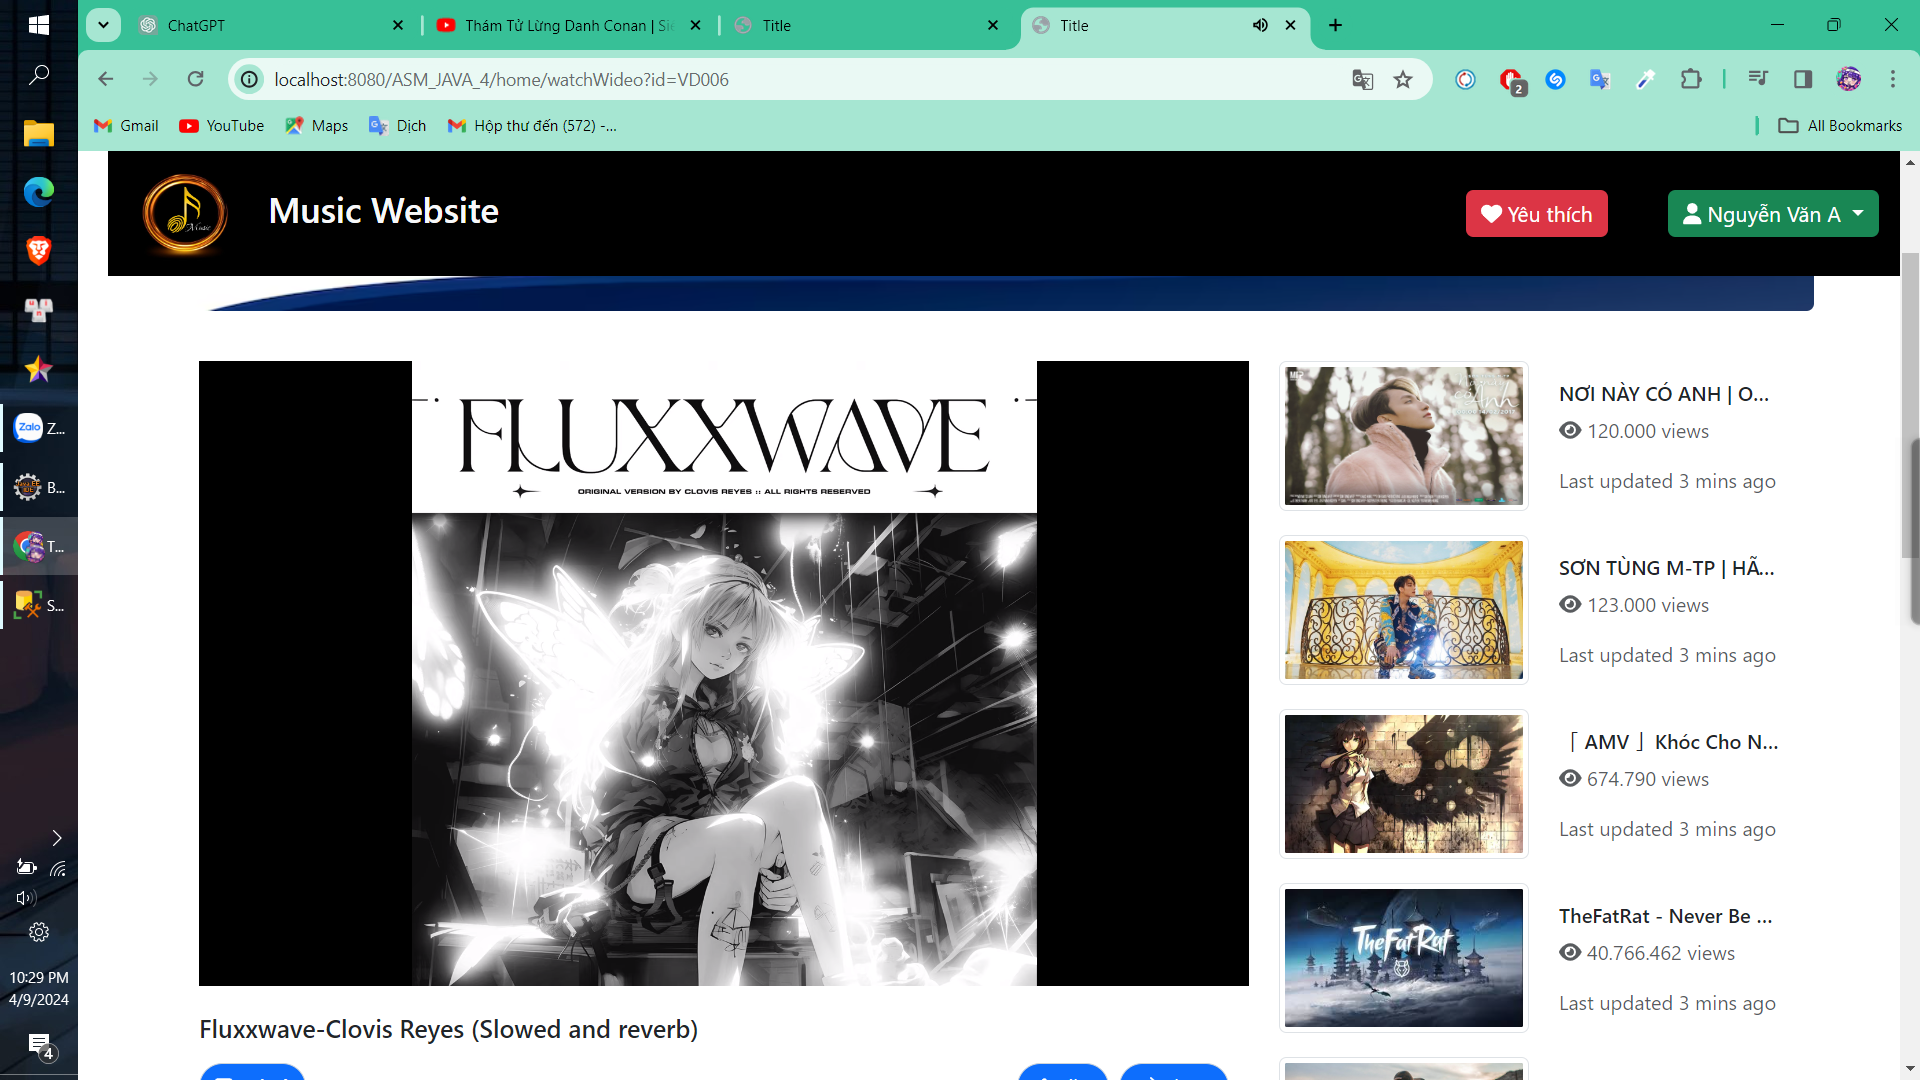 ChatGPT
Thám Tử Lừng Danh Conan | Siê
Title
Title
localhost:8080/ASM_JAVA_4/home/watchWideo?id=VD006
2
Gmail
YouTube
Maps
Dịch
Hộp thư đến (572) -...
All Bookmarks
Music
Music Website
Yêu thích
Nguyễn Văn A
FLUXXWAVE
ORIGINAL VERSION BY CLOVIS REYES :: ALL RIGHTS RESERVED
Fluxxwave-Clovis Reyes (Slowed and reverb)
NƠI NÀY CÓ ANH | O...
120.000 views
Last updated 3 mins ago
SƠN TÙNG M-TP | HÃ...
123.000 views
Last updated 3 mins ago
「 AMV 」 Khóc Cho N...
674.790 views
Last updated 3 mins ago
TheFatRat
TheFatRat - Never Be ...
40.766.462 views
Last updated 3 mins ago
Zalo
Z...
B...
T...
S...
10:29 PM
4/9/2024
4